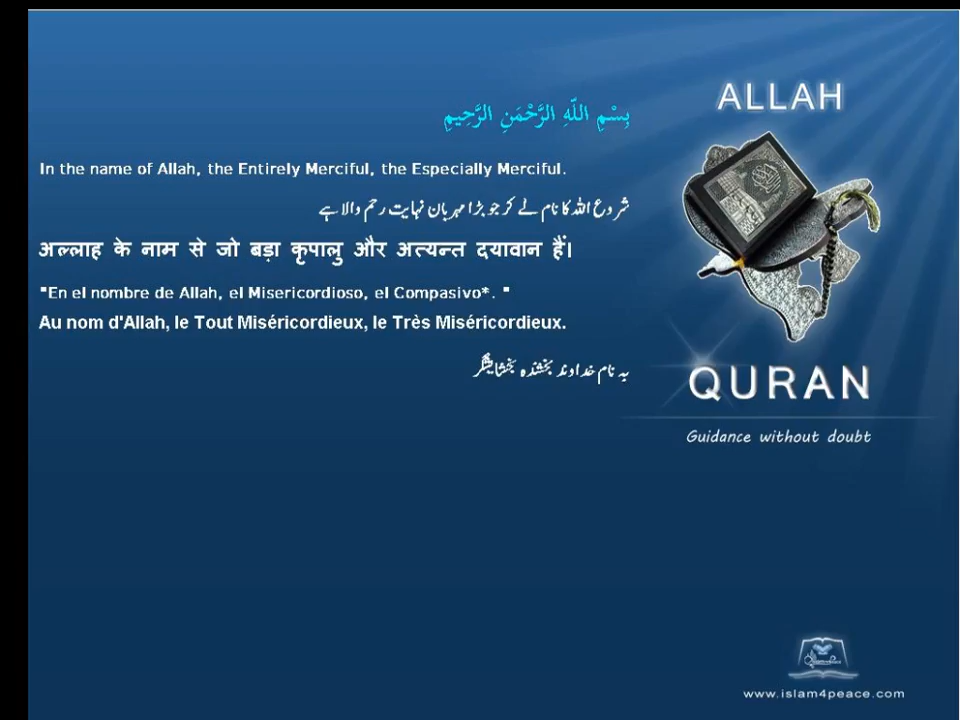 بِسْمِ اللَّهِ الرَّحْمَنِ الرَّحِيمِ
In the name of Allah, the Entirely Merciful, the Especially Merciful.
شروع الله کا نام لے کر جو بڑا مہربان نہایت رحم والا ہے
अल्लाह के नाम से जो बड़ा कृपालु और अत्यन्त दयावान हैं।
"En el nombre de Allah, el Misericordioso, el Compasivo*. "
Au nom d'Allah, le Tout Miséricordieux, le Très Miséricordieux.
به نام خداوند بخشنده بخشایشگر
ALLAH
QURAN
Guidance without doubt
www.islam4peace.com